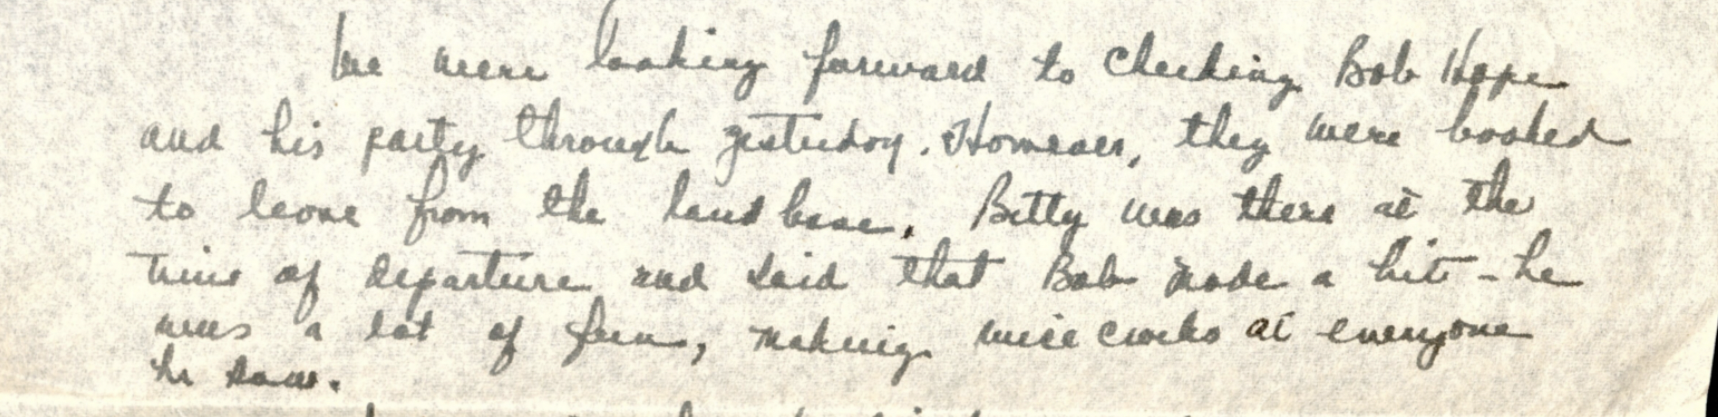 We were looking forward to checking Bob Hope
and his party through yesterday. However, they were booked
to leave from the land base. Betty was there at the
time of departure and said that Bob made a hit - he
was a lot of fun, making wise cracks at everyone
he saw.